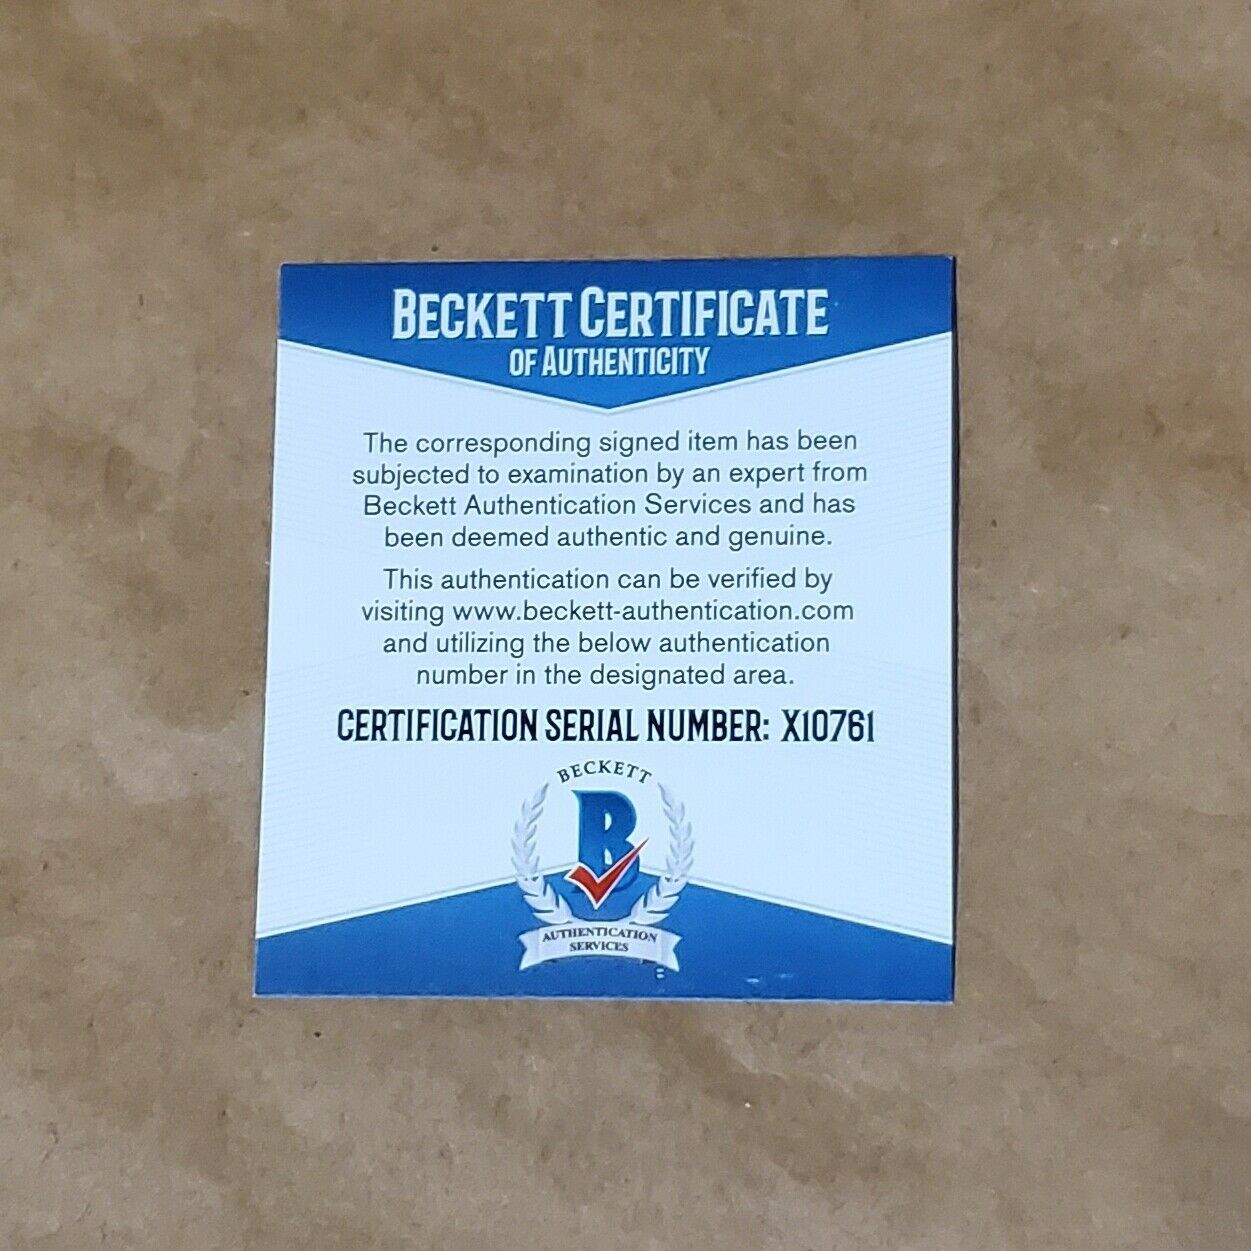 BECKETT CERTIFICATE
OF AUTHENTICITY
The corresponding signed item has been
subjected to examination by an expert from
Beckett Authentication Services and has
been deemed authentic and genuine.
This authentication can be verified by
visiting www.beckett-authentication.com
and utilizing the below authentication
number in the designated area.
CERTIFICATION SERIAL NUMBER: X10761
BECKETT
B
AUTHENTICATION
SERVICES